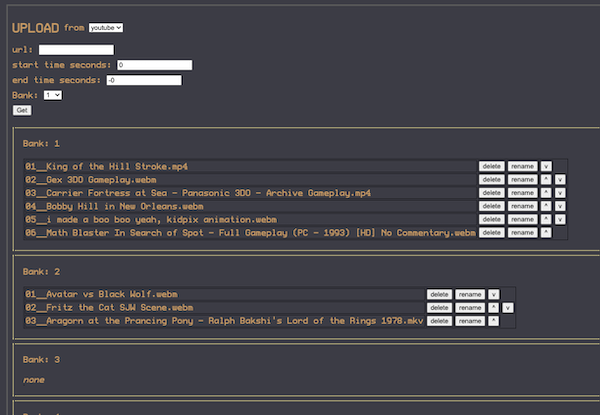 UPLOAD from youtube
url:
start time seconds: 0
end time seconds: -0
Bank: 1
Get
Bank: 1
01__King of the Hill Stroke.mp4 delete rename v
02__Gex 3DO Gameplay.webm delete rename ^ v
03__Carrier Fortress at Sea - Panasonic 3DO - Archive Gameplay.mp4 delete rename ^ v
04__Bobby Hill in New Orleans.webm delete rename ^ v
05__i made a boo boo yeah, kidpix animation.webm delete rename ^ v
06__Math Blaster In Search of Spot - Full Gameplay (PC - 1993) [HD] No Commentary.webm delete rename ^
Bank: 2
01__Avatar vs Black Wolf.webm delete rename v
02__Fritz the Cat SJW Scene.webm delete rename ^ v
03__Aragorn at the Prancing Pony - Ralph Bakshi's Lord of the Rings 1978.mkv delete rename ^
Bank: 3
none